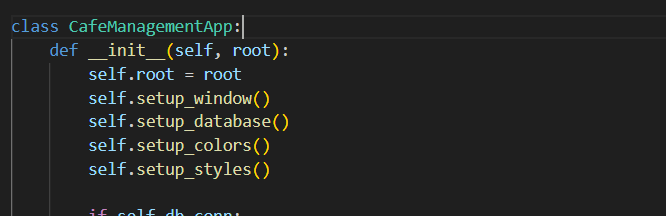 class CafeManagementApp:
    def __init__(self, root):
        self.root = root
        self.setup_window()
        self.setup_database()
        self.setup_colors()
        self.setup_styles()
        if self.db_conn: